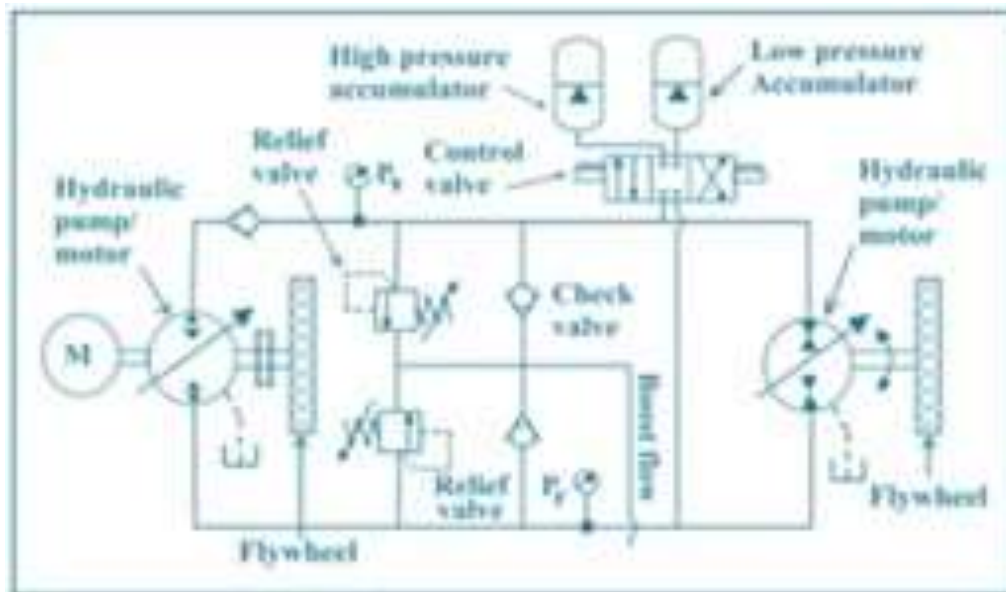 High pressure
accumulator
Low pressure
Accumulator
Relief
valve
Control
valve
Hydraulic
pump/
motor
Hydraulic
pump/
motor
Check
valve
M
Boost flow
Relief
valve
Flywheel
Flywheel